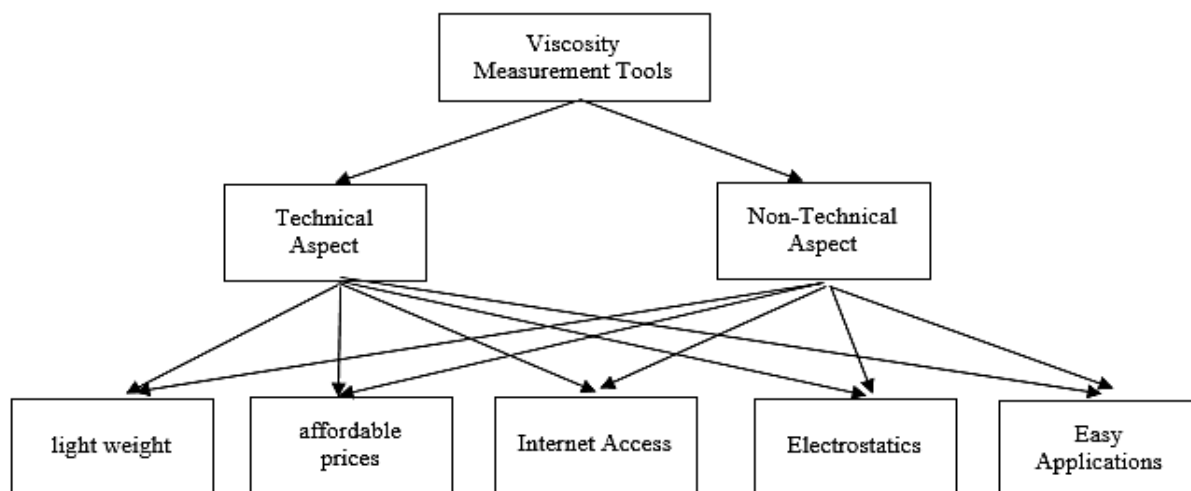 Viscosity
Measurement Tools
Technical
Aspect
Non-Technical
Aspect
light weight
affordable
prices
Internet Access
Electrostatics
Easy
Applications